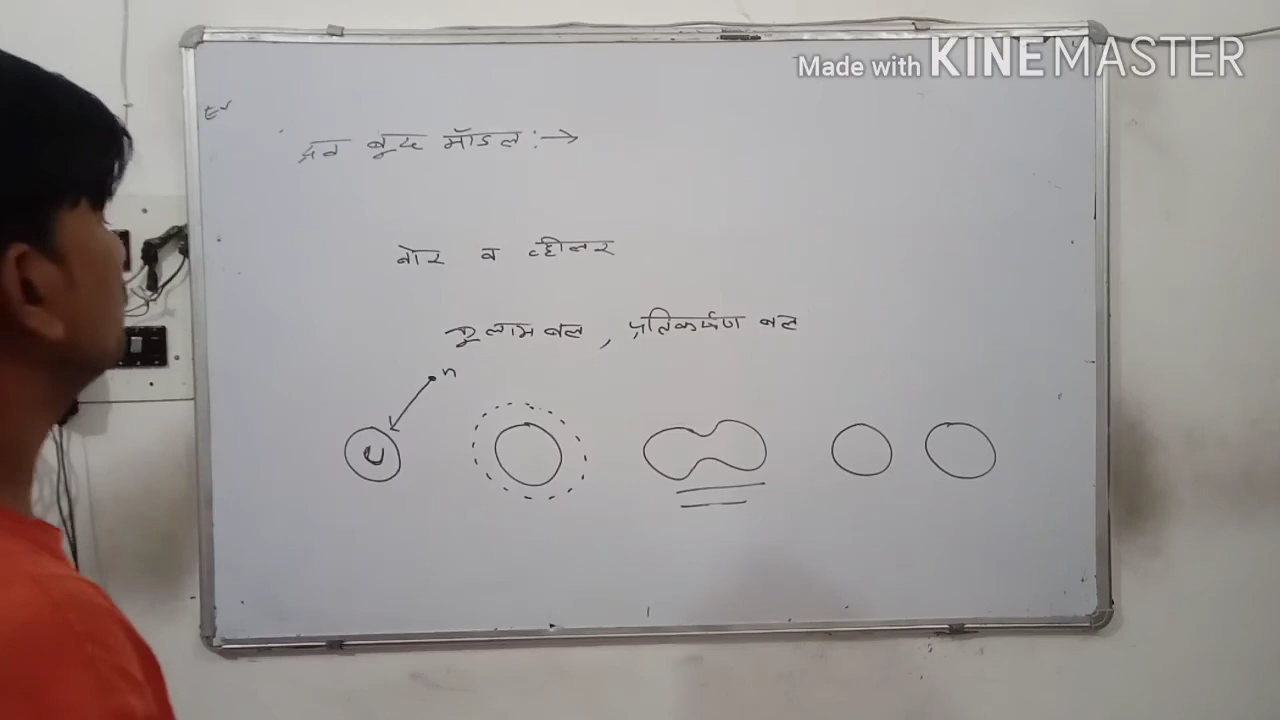 Made with KINEMASTER
द्रव बूंद मॉडल :→
बोर व व्हीलर
कूलाम बल , प्रतिकर्षण बल
n
U